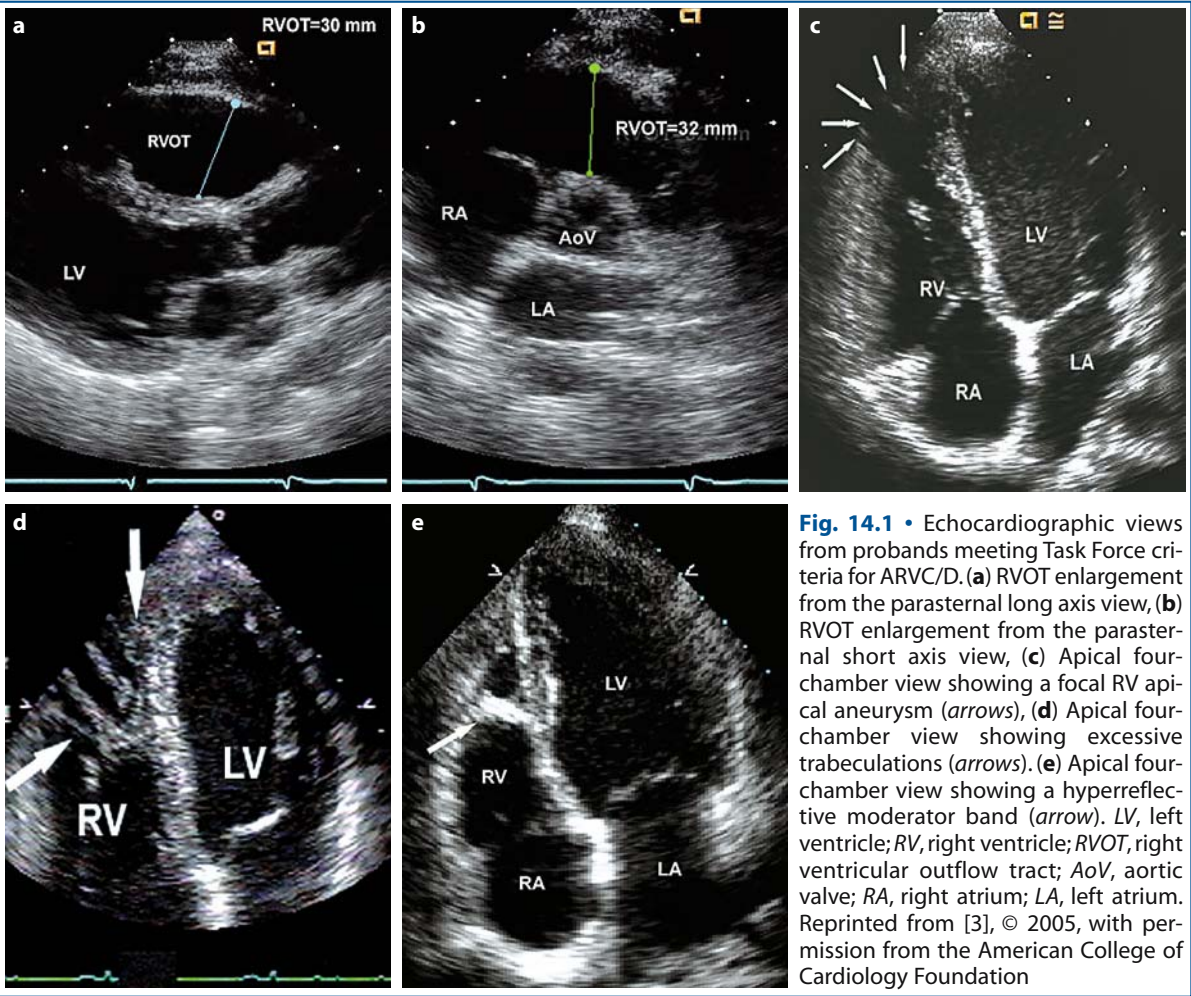 a
RVOT=30 mm
RVOT
LV
b
RVOT=32 mm
RA
AoV
LA
c
LV
RV
LA
RA
d
LV
RV
e
LV
RV
RA
LA
Fig. 14.1 • Echocardiographic views
from probands meeting Task Force cri-
teria for ARVC/D. (a) RVOT enlargement
from the parasternal long axis view, (b)
RVOT enlargement from the paraster-
nal short axis view, (c) Apical four-
chamber view showing a focal RV api-
cal aneurysm (arrows), (d) Apical four-
chamber view showing excessive
trabeculations (arrows). (e) Apical four-
chamber view showing a hyperreflec-
tive moderator band (arrow). LV, left
ventricle; RV, right ventricle; RVOT, right
ventricular outflow tract; AoV, aortic
valve; RA, right atrium; LA, left atrium.
Reprinted from [3], © 2005, with per-
mission from the American College of
Cardiology Foundation